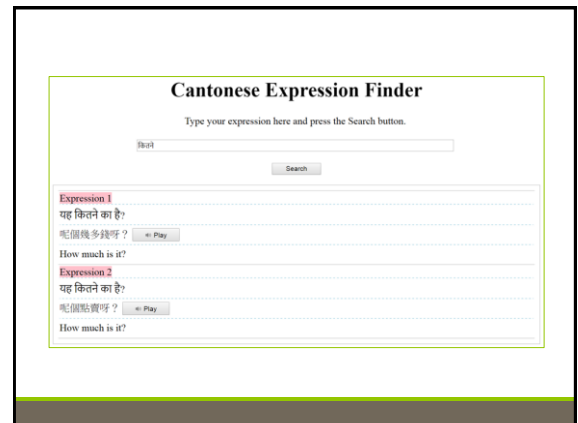 Cantonese Expression Finder
Type your expression here and press the Search button.
कितने
Search
Expression 1
यह कितने का है?
呢個幾多錢呀？ Play
How much is it?
Expression 2
यह कितने का है?
呢個點賣呀？ Play
How much is it?